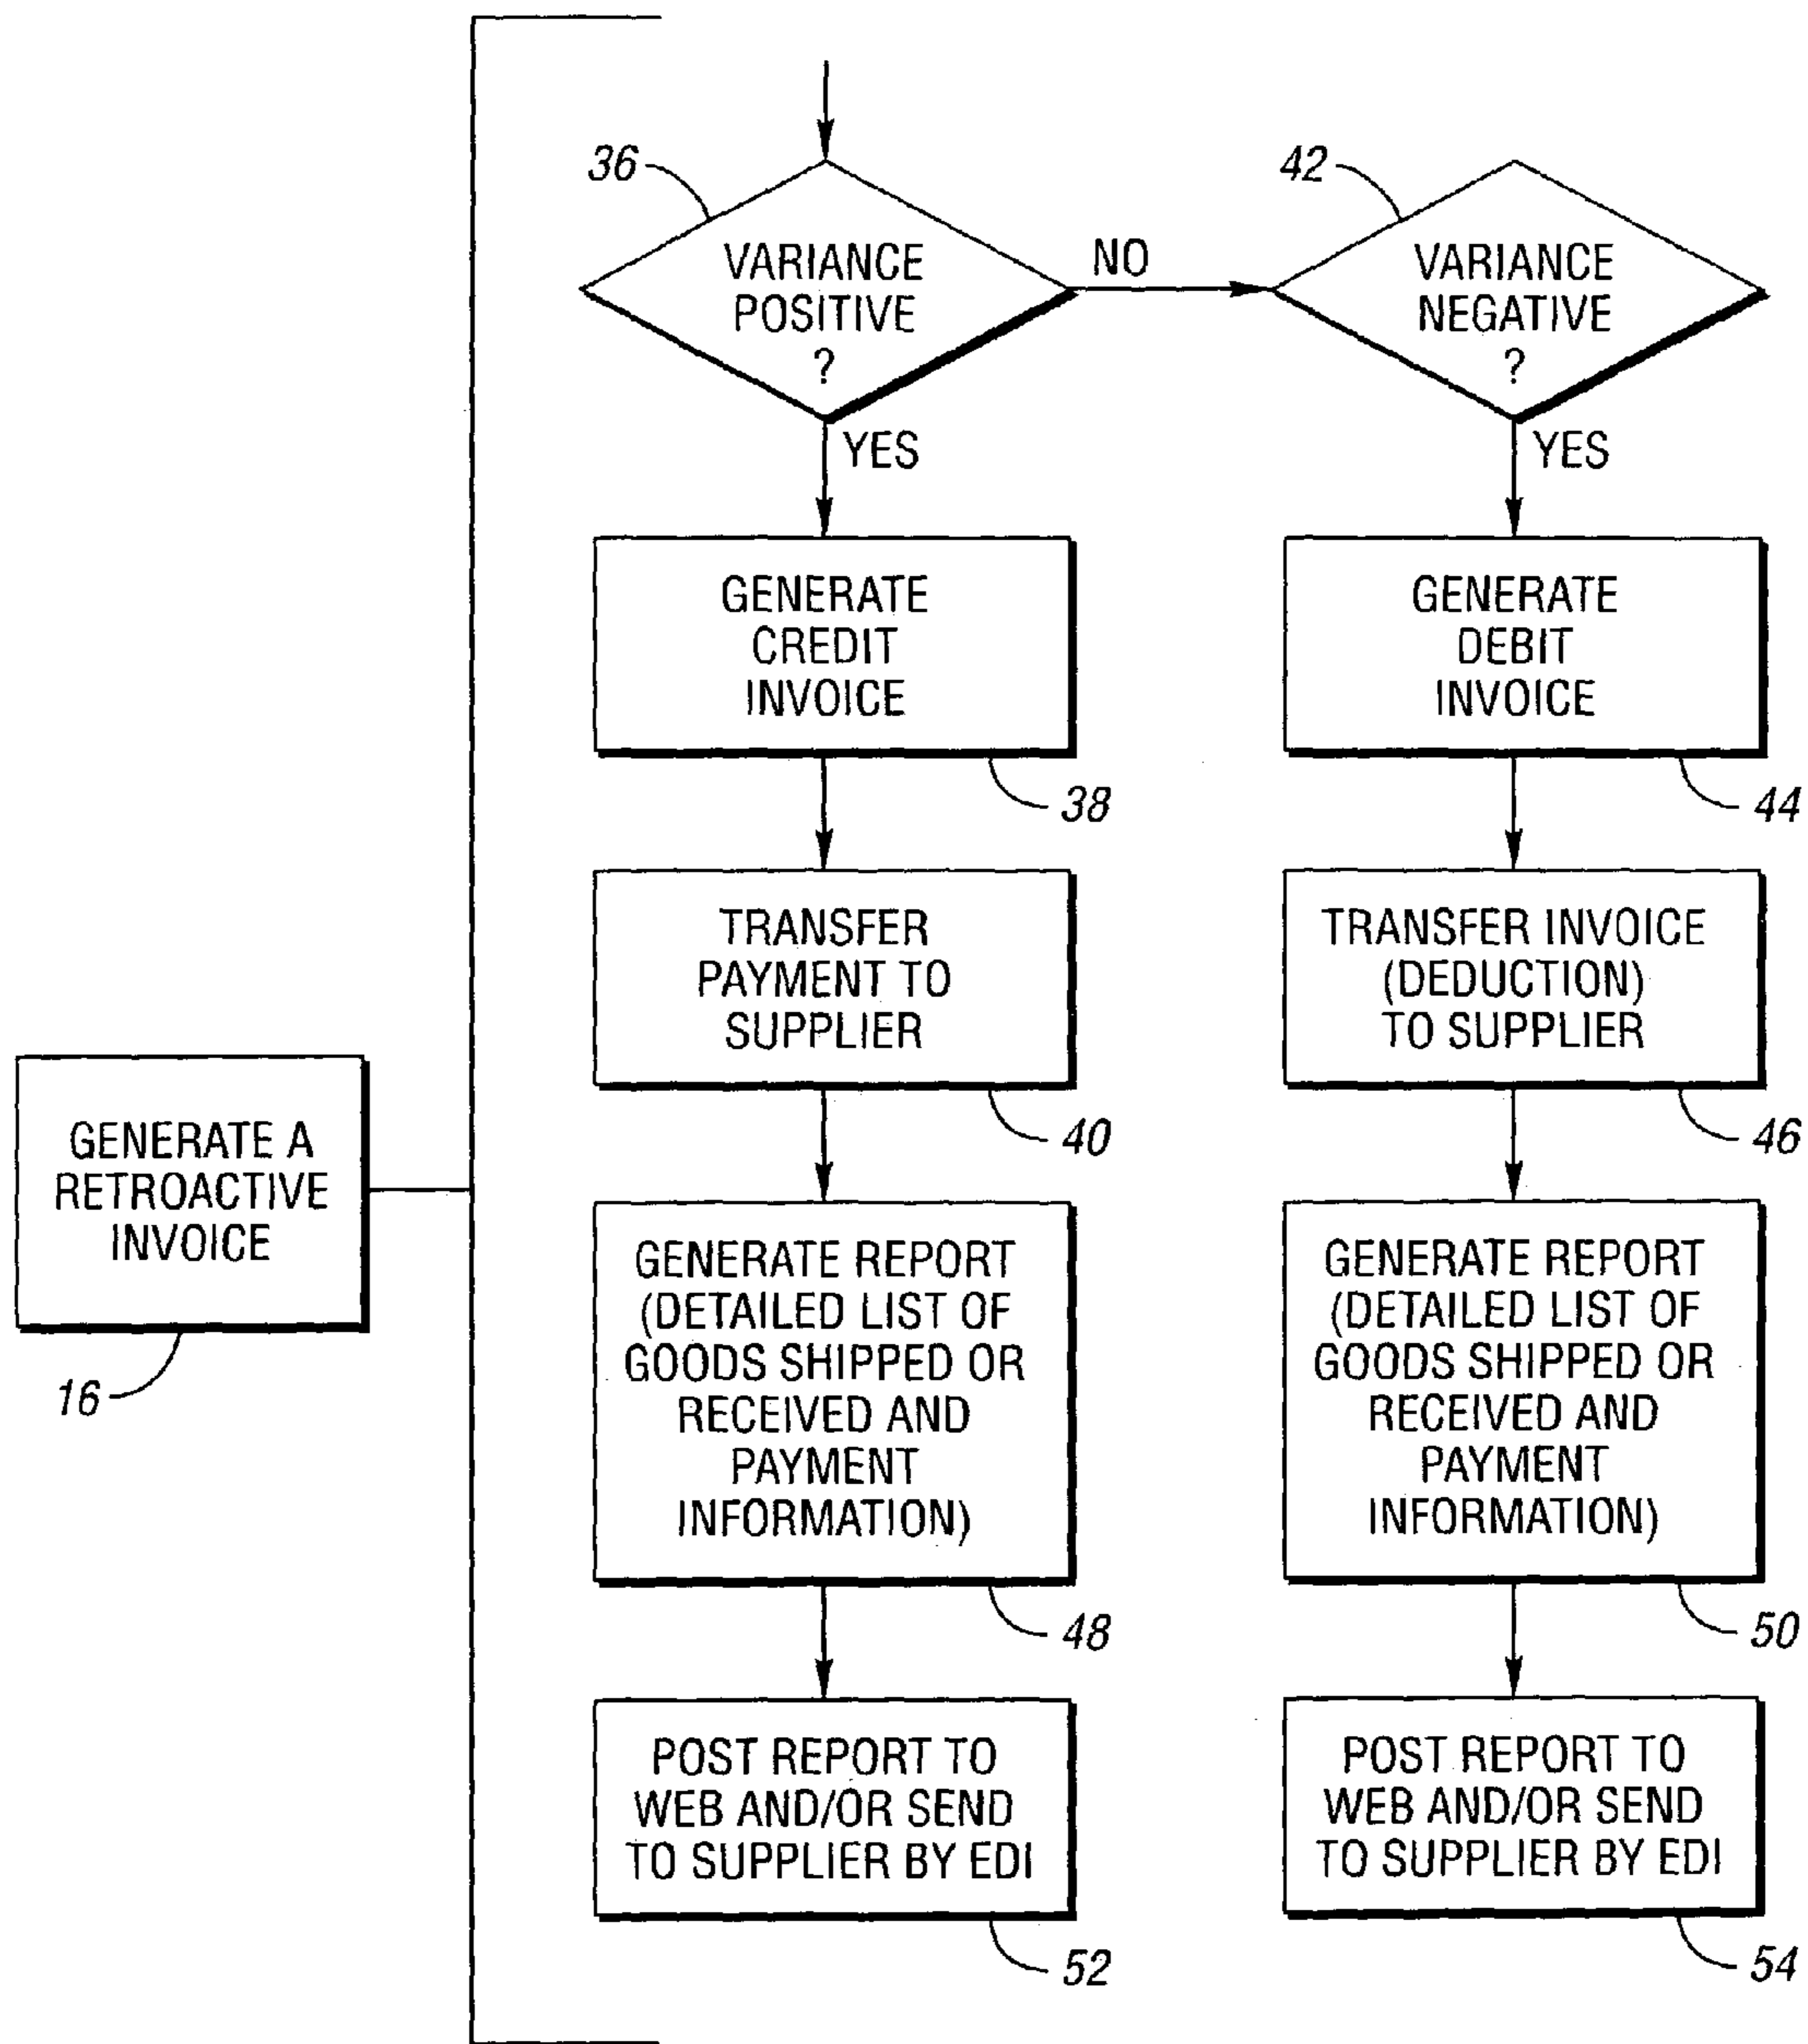 36
VARIANCE
POSITIVE
?
NO
YES
42
VARIANCE
NEGATIVE
?
YES
GENERATE
CREDIT
INVOICE
38
GENERATE
DEBIT
INVOICE
44
TRANSFER
PAYMENT TO
SUPPLIER
40
TRANSFER INVOICE
(DEDUCTION)
TO SUPPLIER
46
GENERATE A
RETROACTIVE
INVOICE
16
GENERATE REPORT
(DETAILED LIST OF
GOODS SHIPPED OR
RECEIVED AND
PAYMENT
INFORMATION)
48
GENERATE REPORT
(DETAILED LIST OF
GOODS SHIPPED OR
RECEIVED AND
PAYMENT
INFORMATION)
50
POST REPORT TO
WEB AND/OR SEND
TO SUPPLIER BY EDI
52
POST REPORT TO
WEB AND/OR SEND
TO SUPPLIER BY EDI
54